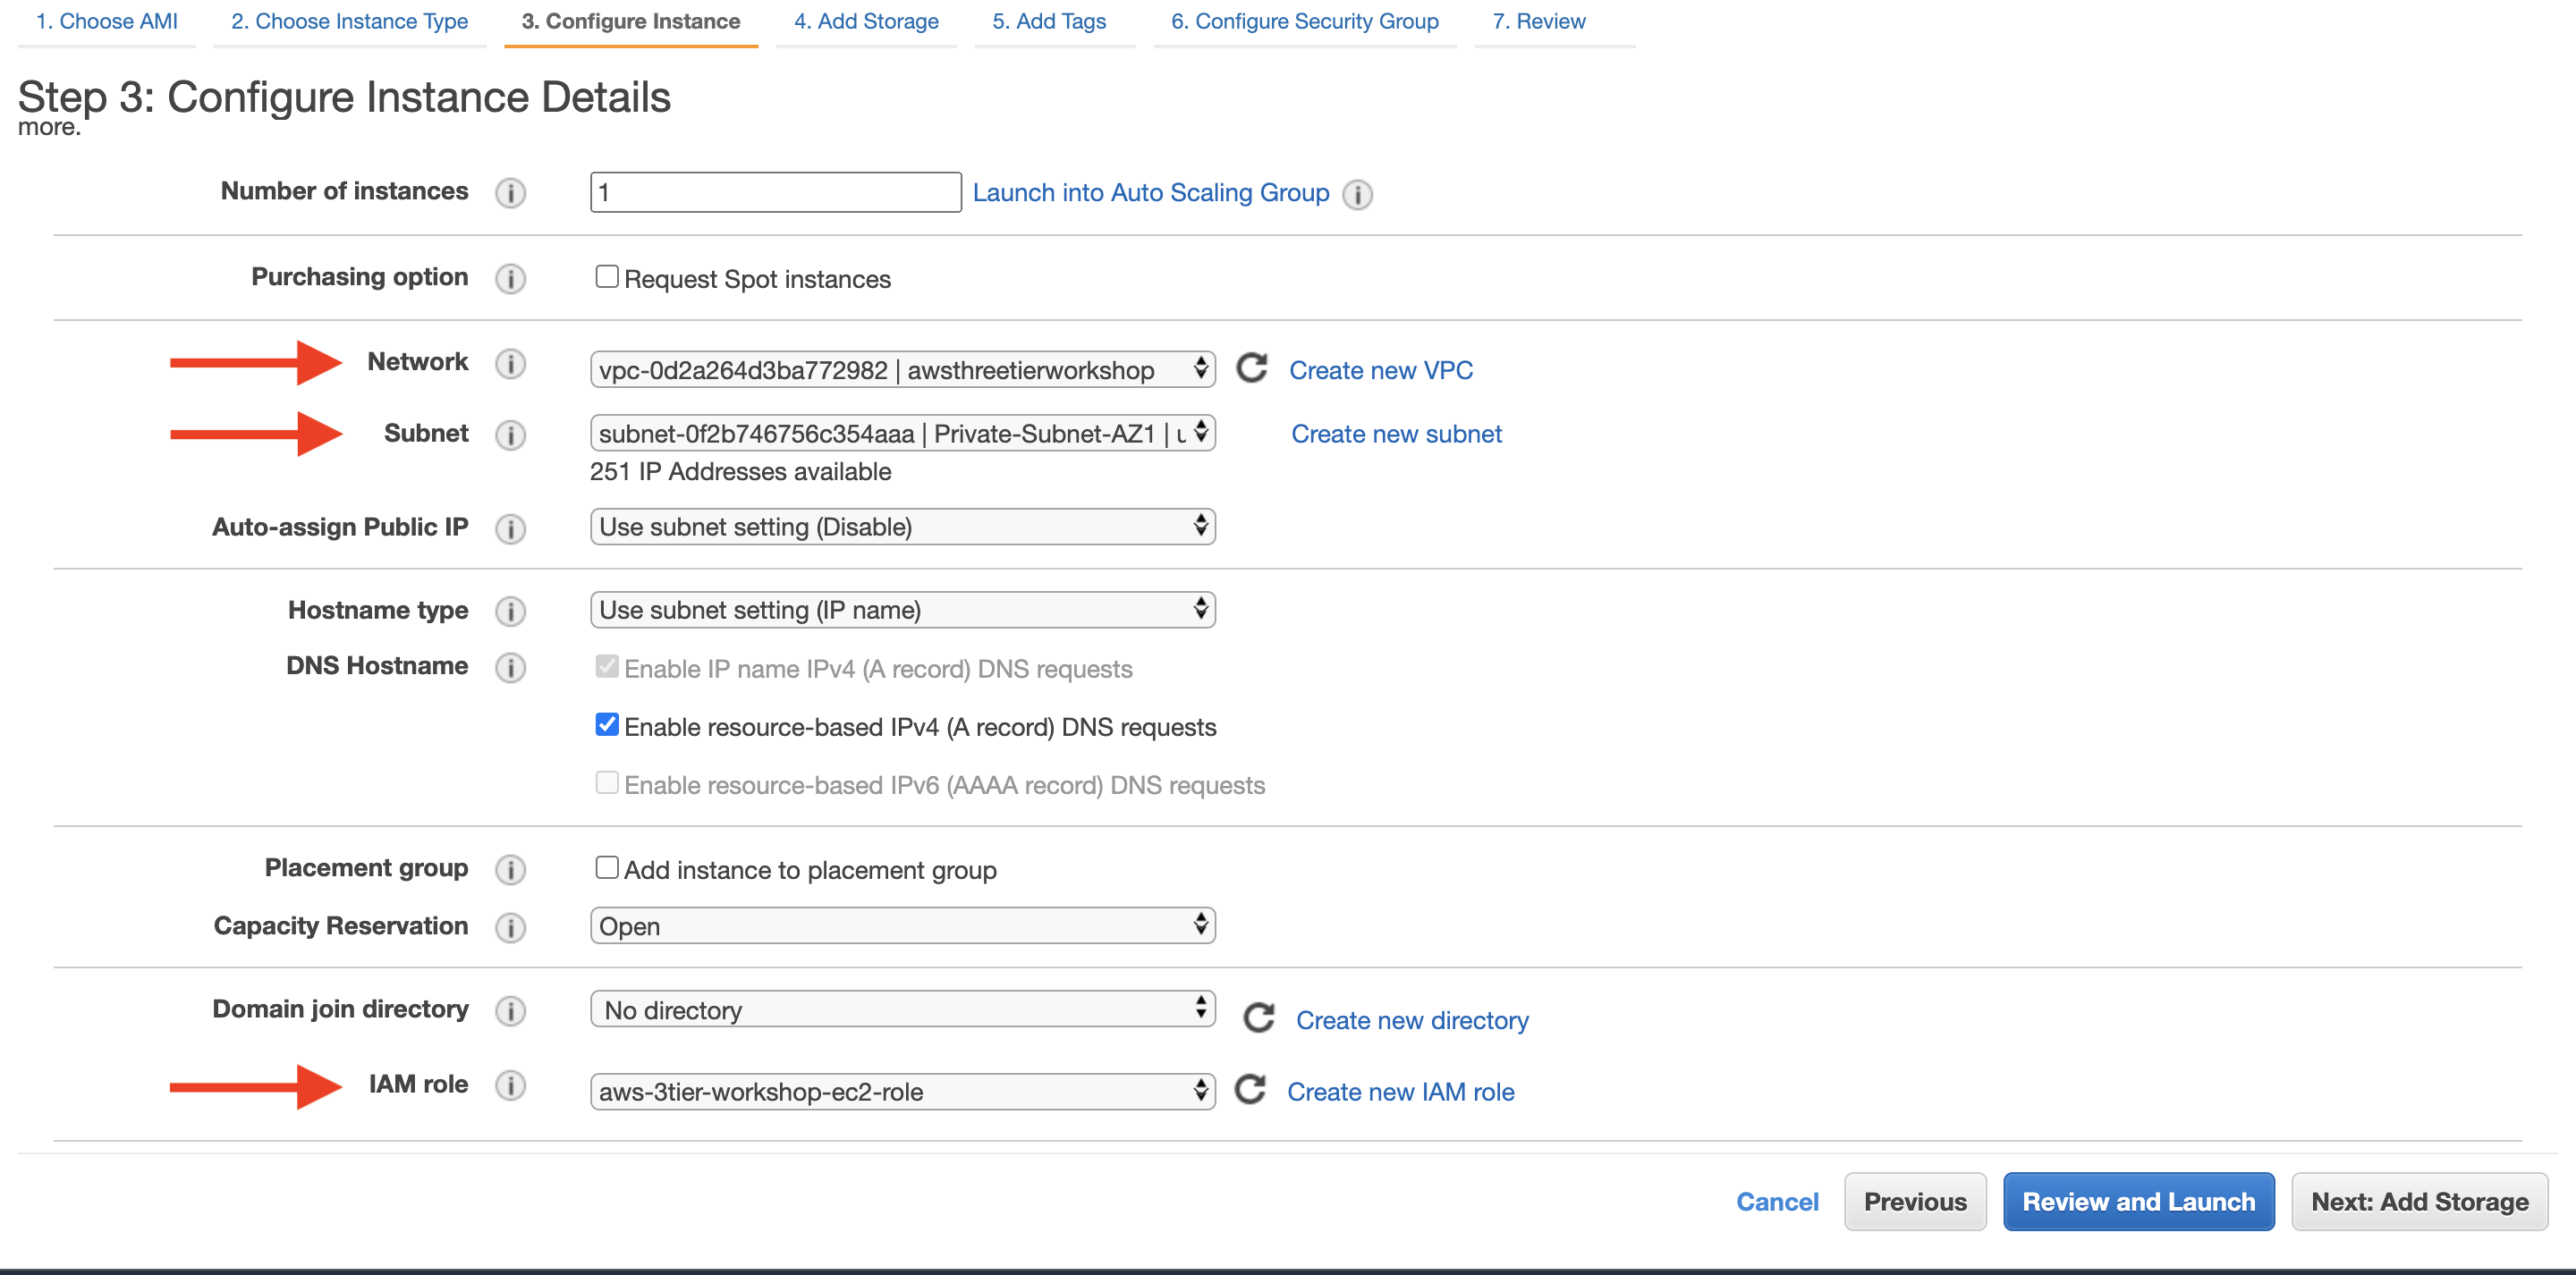 1. Choose AMI 2. Choose Instance Type 3. Configure Instance 4. Add Storage 5. Add Tags 6. Configure Security Group 7. Review
Step 3: Configure Instance Details
more.
Number of instances 1 Launch into Auto Scaling Group
Purchasing option Request Spot instances
Network vpc-0d2a264d3ba772982 | awsthreetierworkshop Create new VPC
Subnet subnet-0f2b746756c354aaa | Private-Subnet-AZ1 | Create new subnet
251 IP Addresses available
Auto-assign Public IP Use subnet setting (Disable)
Hostname type Use subnet setting (IP name)
DNS Hostname Enable IP name IPv4 (A record) DNS requests
Enable resource-based IPv4 (A record) DNS requests
Enable resource-based IPv6 (AAAA record) DNS requests
Placement group Add instance to placement group
Capacity Reservation Open
Domain join directory No directory Create new directory
IAM role aws-3tier-workshop-ec2-role Create new IAM role
Cancel Previous Review and Launch Next: Add Storage